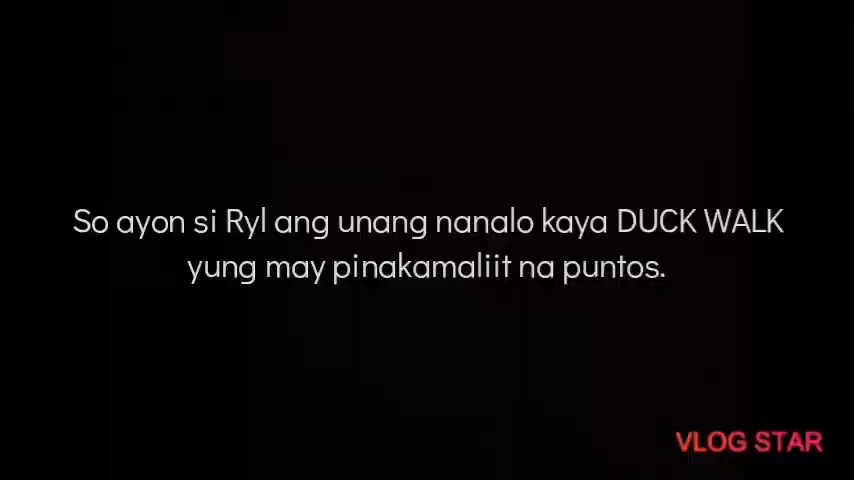 So ayon si Ryl ang unang nanalo kaya DUCK WALK
yung may pinakamaliit na puntos.
VLOG STAR